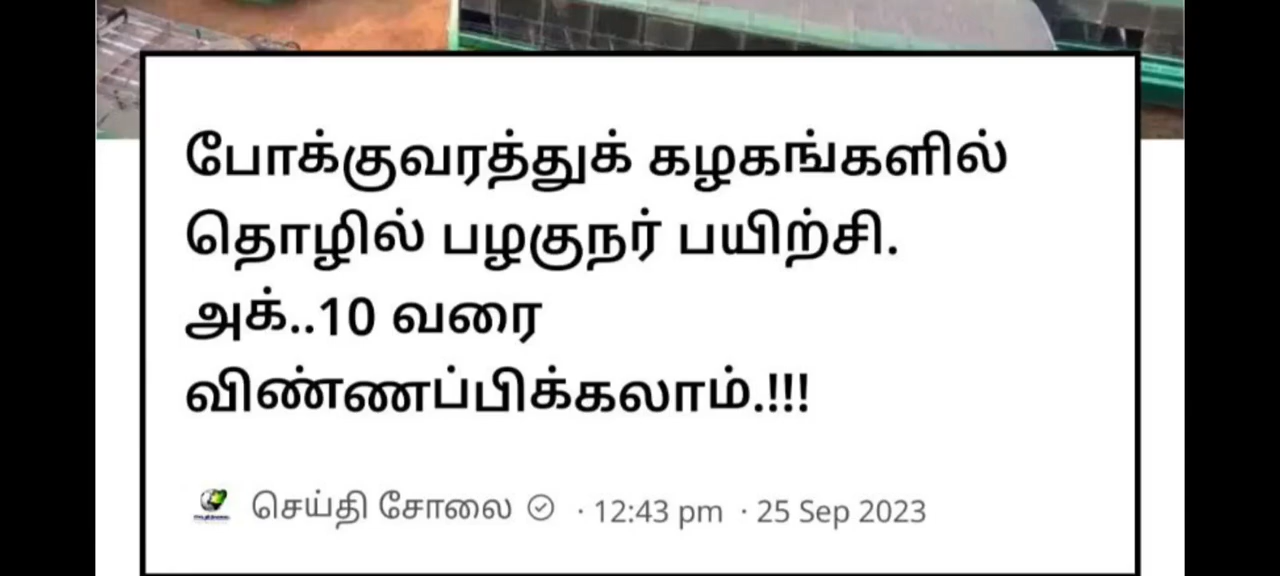 போக்குவரத்துக் கழகங்களில்
தொழில் பழகுநர் பயிற்சி.
அக்..10 வரை
விண்ணப்பிக்கலாம்.!!!
செய்தி சோலை · 12:43 pm · 25 Sep 2023